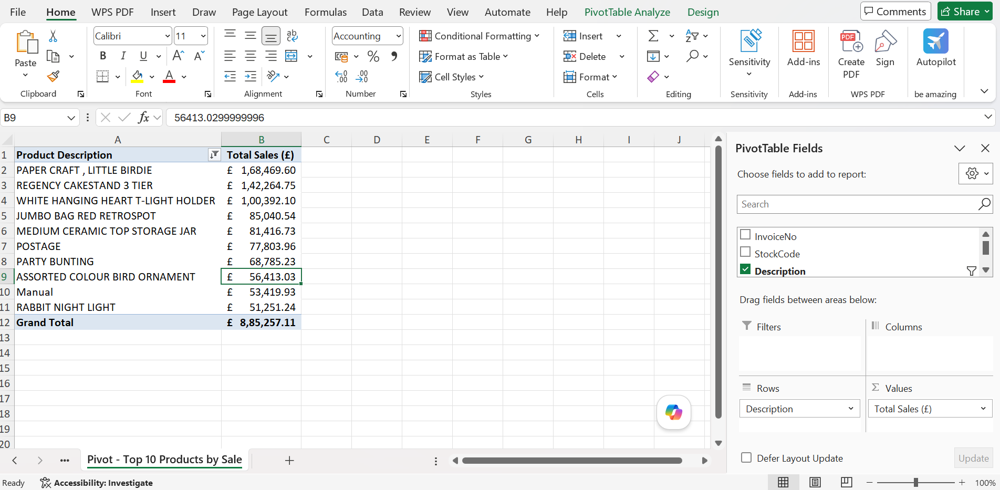 File Home WPS PDF Insert Draw Page Layout Formulas Data Review View Automate Help PivotTable Analyze Design Comments Share
Paste
Clipboard
Calibri 11
B I U A A
A
Font
ab
Alignment
Accounting
% ,
.00 .00
Number
Conditional Formatting
Format as Table
Cell Styles
Styles
Insert
Delete
Format
Cells
Editing
Sensitivity
Sensitivity
Add-ins
Add-ins
PDF
Create PDF
Sign
WPS PDF
Autopilot
be amazing
B9 fx 56413.0299999996
A B C D E F G H I J
1 Product Description Total Sales (£)
2 PAPER CRAFT , LITTLE BIRDIE £ 1,68,469.60
3 REGENCY CAKESTAND 3 TIER £ 1,42,264.75
4 WHITE HANGING HEART T-LIGHT HOLDER £ 1,00,392.10
5 JUMBO BAG RED RETROSPOT £ 85,040.54
6 MEDIUM CERAMIC TOP STORAGE JAR £ 81,416.73
7 POSTAGE £ 77,803.96
8 PARTY BUNTING £ 68,785.23
9 ASSORTED COLOUR BIRD ORNAMENT £ 56,413.03
10 Manual £ 53,419.93
11 RABBIT NIGHT LIGHT £ 51,251.24
12 Grand Total £ 8,85,257.11
13
14
15
16
17
18
19
20
PivotTable Fields
Choose fields to add to report:
Search
InvoiceNo
StockCode
Description
Drag fields between areas below:
Filters Columns
Rows Values
Description Total Sales (£)
Defer Layout Update Update
Pivot - Top 10 Products by Sale
Ready Accessibility: Investigate 100%